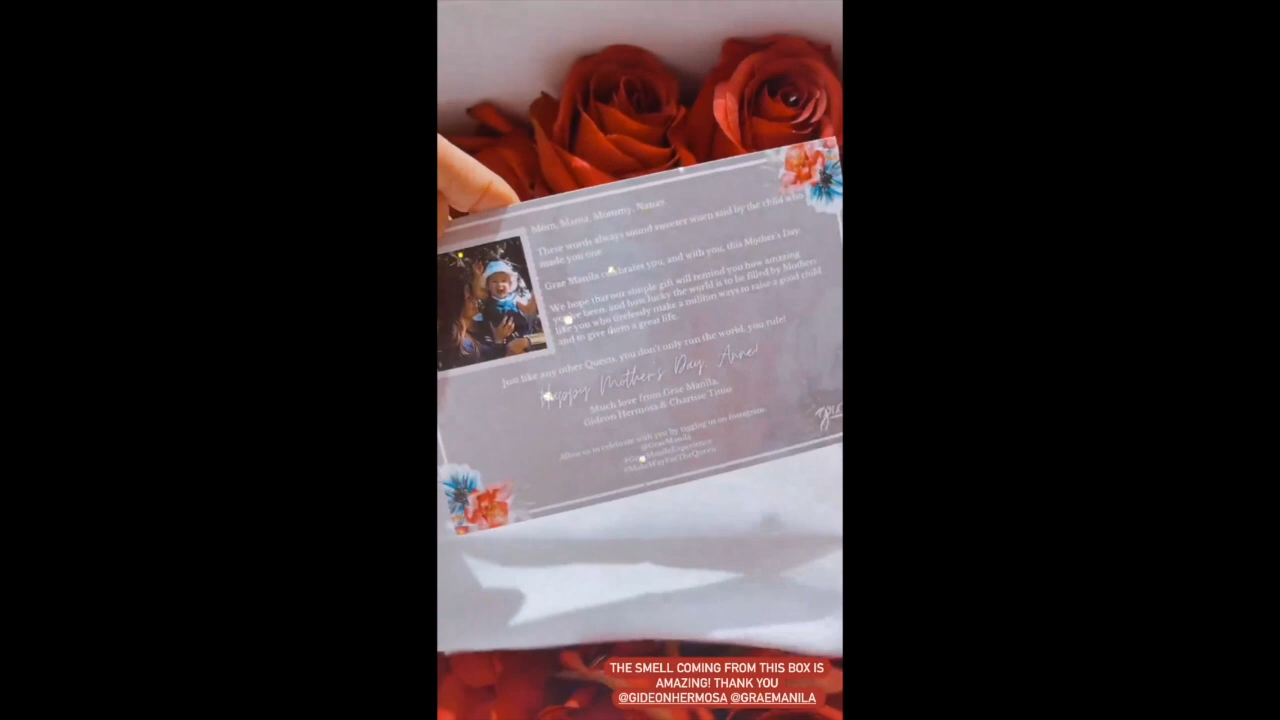 Mom, Mama, Mommy, Nanay
These words always sound sweeter when said by the child who
made you one
Grae Manila celebrates you, and with you, this Mother's Day.
We hope that our simple gift will remind you how amazing
you've been, and how lucky the world is to be filled by Mothers
like you who tirelessly make a million ways to raise a good child
and to give them a great life.
Just like any other Queens, you don't only run the world, you rule!
Happy Mother's Day, Anne!
Much love from Grae Manila,
Gideon Hermosa & Charisse
Allow us to celebrate with you by tagging us on Instagram.
@GraeManila
#GraeManilaExperience
THE SMELL COMING FROM THIS BOX IS
AMAZING! THANK YOU
@GIDEONHERMOSA @GRAEMANILA